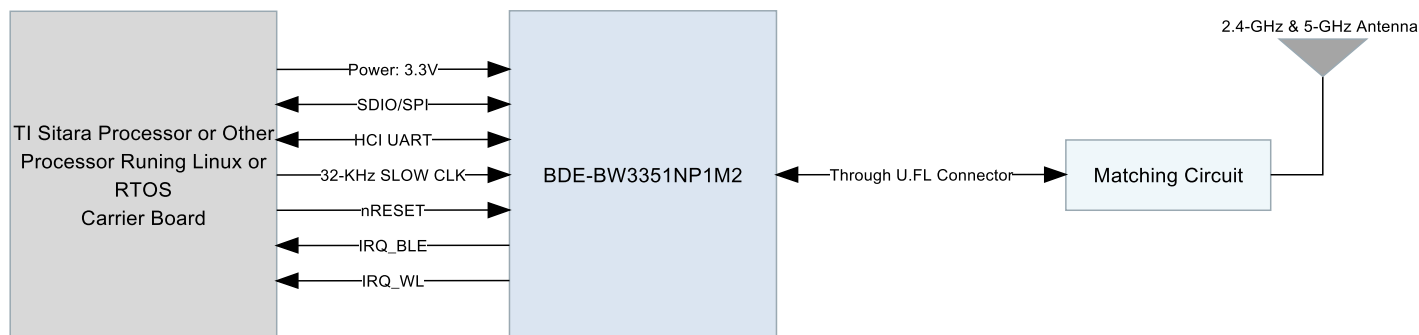 2.4-GHz & 5-GHz Antenna
Power: 3.3V
SDIO/SPI
TI Sitara Processor or Other
Processor Runing Linux or
RTOS
Carrier Board
HCI UART
32-KHz SLOW CLK
nRESET
IRQ_BLE
IRQ_WL
BDE-BW3351NP1M2
Through U.FL Connector
Matching Circuit